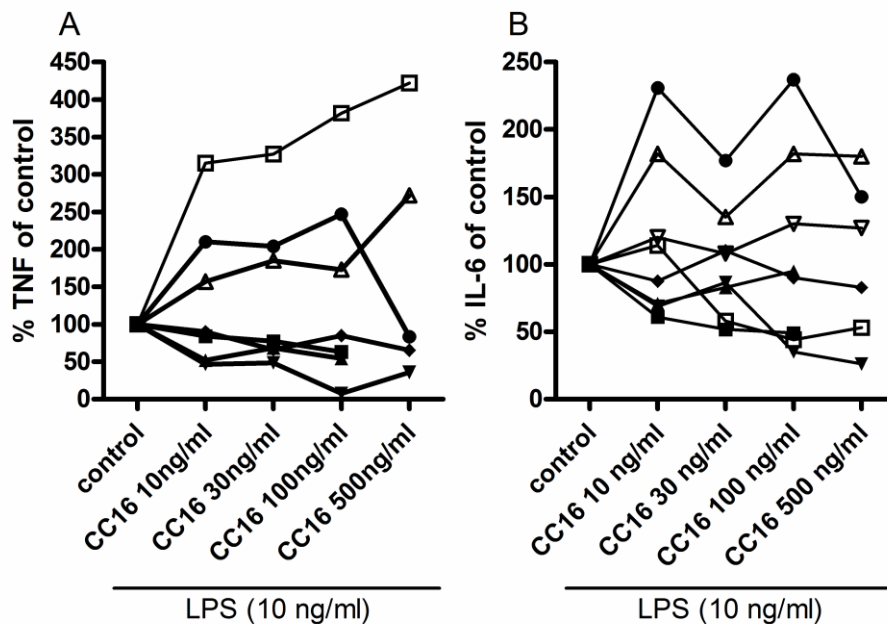 A
% TNF of control
450
400
350
300
250
200
150
100
50
0
control
CC16 10ng/ml
CC16 30ng/ml
CC16 100ng/ml
CC16 500ng/ml
LPS (10 ng/ml)
B
% IL-6 of control
250
200
150
100
50
0
control
CC16 10 ng/ml
CC16 30 ng/ml
CC16 100 ng/ml
CC16 500 ng/ml
LPS (10 ng/ml)